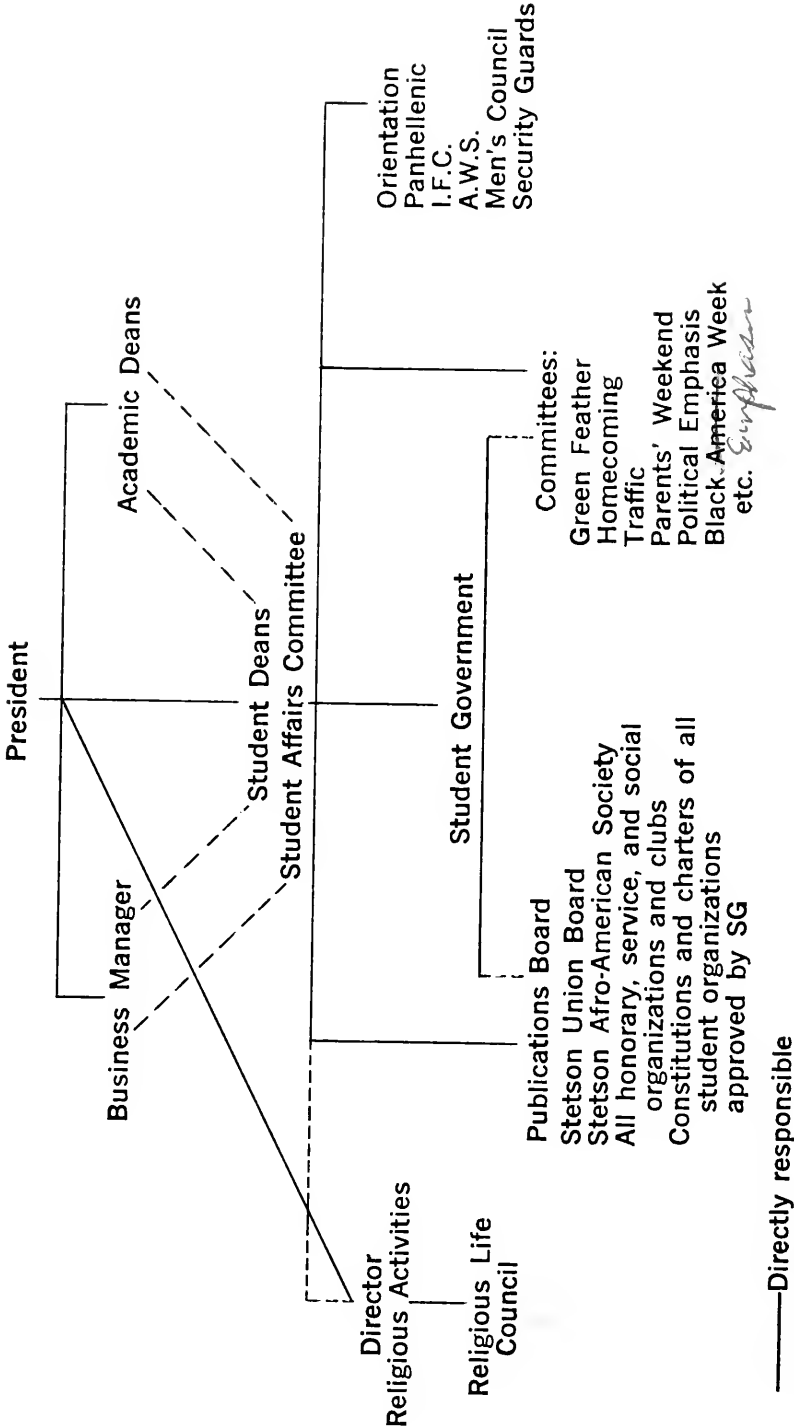 President
Business Manager
Academic Deans
Student Deans
Student Affairs Committee
Director
Religious Activities
Religious Life
Council
Student Government
Publications Board
Stetson Union Board
Stetson Afro-American Society
All honorary, service, and social
organizations and clubs
Constitutions and charters of all
student organizations
approved by SG
Committees:
Green Feather
Homecoming
Traffic
Parents' Weekend
Political Emphasis
Black America Week
etc. Emphasis
Orientation
Panhellenic
I.F.C.
A.W.S.
Men's Council
Security Guards
Directly responsible